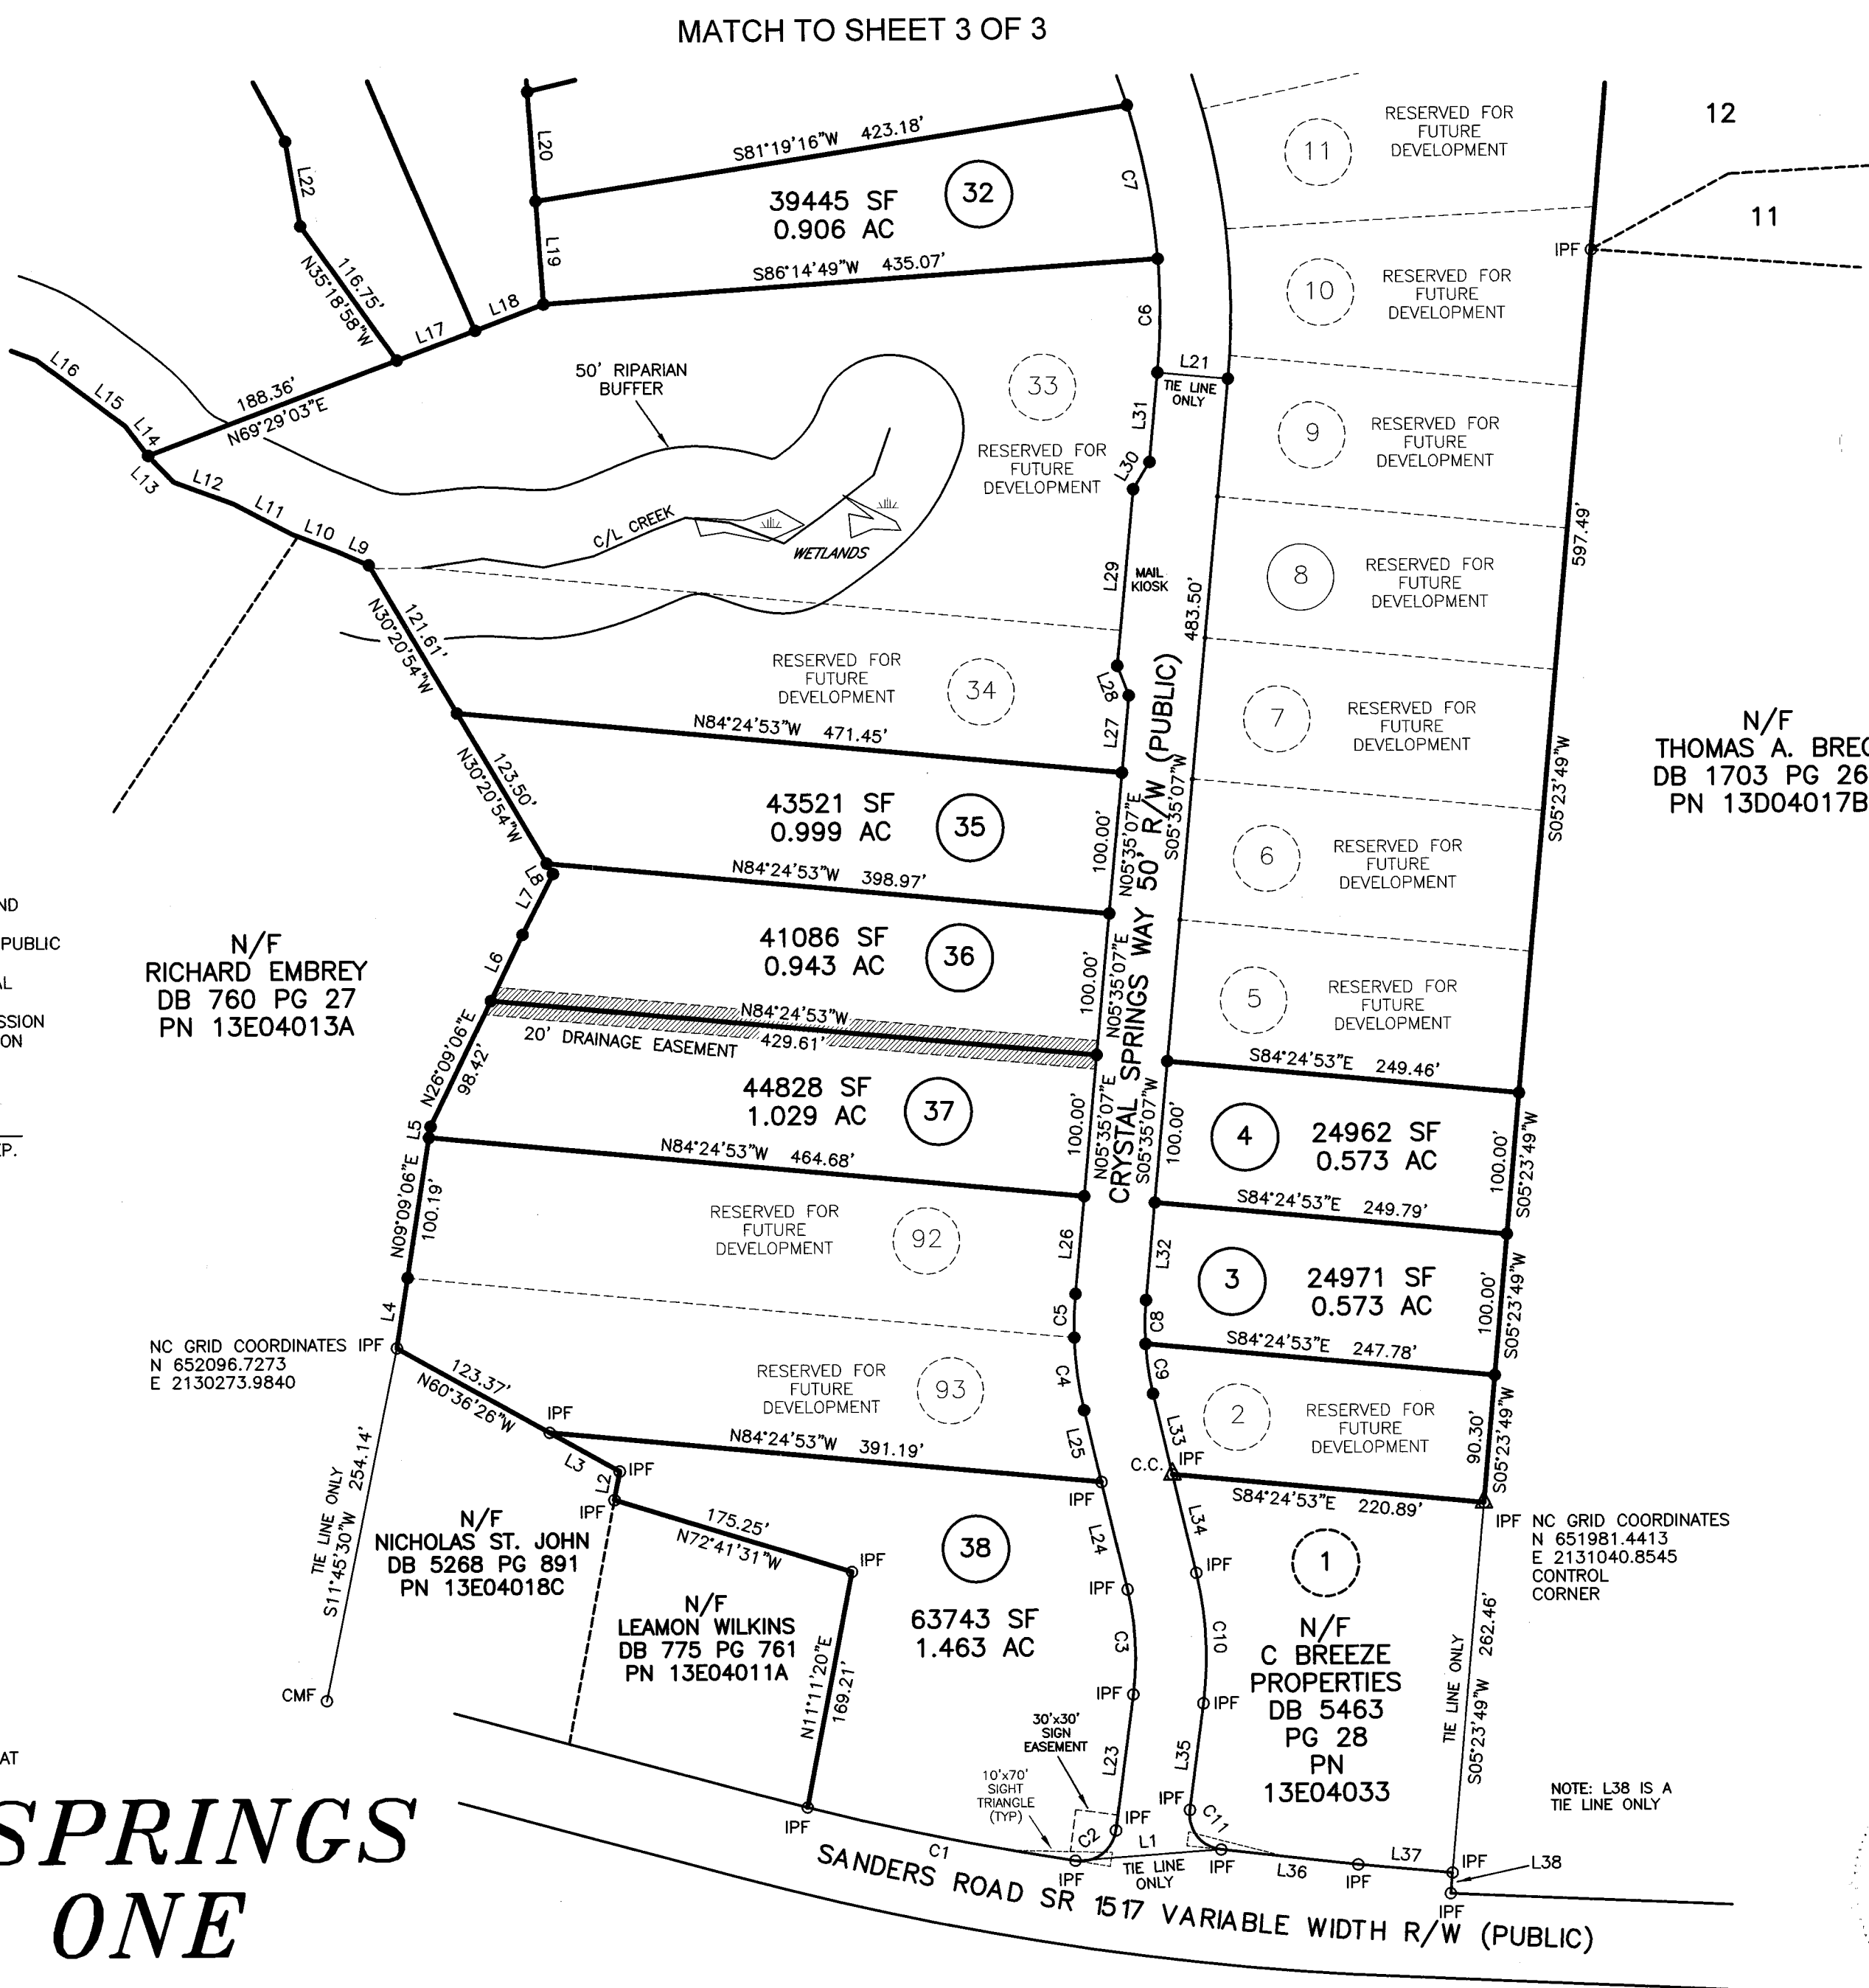 MATCH TO SHEET 3 OF 3
12
11
RESERVED FOR
FUTURE
DEVELOPMENT
11
IPF
L22
L20
S81°19'16"W 423.18'
C7
39445 SF
0.906 AC
32
L19
S86°14'49"W 435.07'
N35°18'58"W
116.75'
L18
L17
10
RESERVED FOR
FUTURE
DEVELOPMENT
C6
L21
TIE LINE
ONLY
L16
L15
L14
188.36'
N69°29'03"E
50' RIPARIAN
BUFFER
33
RESERVED FOR
FUTURE
DEVELOPMENT
L31
L30
9
RESERVED FOR
FUTURE
DEVELOPMENT
L13
L12
L11
L10
L9
C/L CREEK
WETLANDS
L29
MAIL
KIOSK
483.50'
8
RESERVED FOR
FUTURE
DEVELOPMENT
597.49'
S05°23'49"W
121.61'
N30°20'54"W
RESERVED FOR
FUTURE
DEVELOPMENT
34
L28
L27
7
RESERVED FOR
FUTURE
DEVELOPMENT
N/F
THOMAS A. BREC
DB 1703 PG 26
PN 13D04017B
N84°24'53"W 471.45'
123.50'
N30°20'54"W
43521 SF
0.999 AC
35
100.00'
N05°35'07"E
S05°35'07"W
CRYSTAL SPRINGS WAY 50' R/W (PUBLIC)
6
RESERVED FOR
FUTURE
DEVELOPMENT
N84°24'53"W 398.97'
L8
L7
L6
ND
PUBLIC
AL
SSION
ON
P.
N/F
RICHARD EMBREY
DB 760 PG 27
PN 13E04013A
41086 SF
0.943 AC
36
100.00'
N05°35'07"E
5
RESERVED FOR
FUTURE
DEVELOPMENT
N84°24'53"W
429.61'
20' DRAINAGE EASEMENT
N26°09'06"E
98.42'
44828 SF
1.029 AC
37
100.00'
N05°35'07"E
S05°35'07"W
100.00'
S84°24'53"E 249.46'
4
24962 SF
0.573 AC
100.00'
S05°23'49"W
L5
N84°24'53"W 464.68'
S84°24'53"E 249.79'
N09°09'06"E
100.19'
RESERVED FOR
FUTURE
DEVELOPMENT
92
L26
L32
3
24971 SF
0.573 AC
100.00'
S05°23'49"W
L4
C5
C8
S84°24'53"E 247.78'
NC GRID COORDINATES IPF
N 652096.7273
E 2130273.9840
123.37'
N60°36'26"W
IPF
RESERVED FOR
FUTURE
DEVELOPMENT
93
C4
C9
2
RESERVED FOR
FUTURE
DEVELOPMENT
90.30'
S05°23'49"W
N84°24'53"W 391.19'
L25
L33
C.C.
IPF
IPF
S84°24'53"E 220.89'
L3
IPF
L2
IPF
TIE LINE ONLY
S11°45'30"W 254.14'
CMF
N/F
NICHOLAS ST. JOHN
DB 5268 PG 891
PN 13E04018C
175.25'
N72°41'31"W
IPF
38
L24
L34
1
IPF NC GRID COORDINATES
N 651981.4413
E 2131040.8545
CONTROL
CORNER
IPF
IPF
N/F
LEAMON WILKINS
DB 775 PG 761
PN 13E04011A
N11°11'20"E
169.21'
63743 SF
1.463 AC
C3
C10
N/F
C BREEZE
PROPERTIES
DB 5463
PG 28
PN
13E04033
TIE LINE ONLY
S05°23'49"W 262.46'
IPF
IPF
30'x30'
SIGN
EASEMENT
L23
L35
10'x70'
SIGHT
TRIANGLE
(TYP)
NOTE: L38 IS A
TIE LINE ONLY
AT
SPRINGS
ONE
IPF
C1
C2
IPF
IPF
L1
TIE LINE
ONLY
IPF
C11
IPF
L36
IPF
L37
IPF
L38
IPF
SANDERS ROAD SR 1517 VARIABLE WIDTH R/W (PUBLIC)